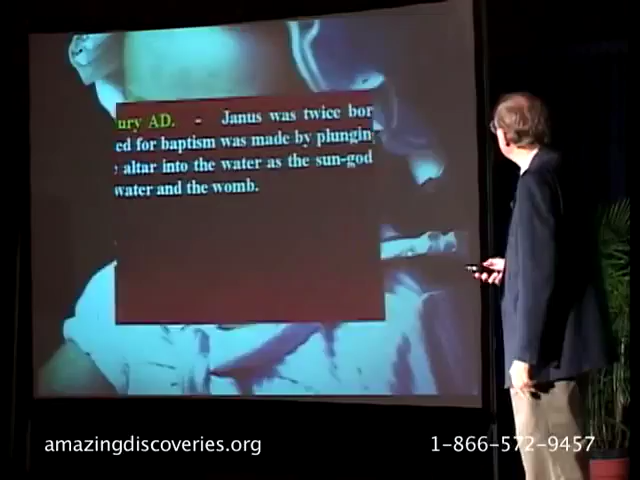 ury AD. - Janus was twice bor
ed for baptism was made by plungin
altar into the water as the sun-god
water and the womb.
amazingdiscoveries.org
1-866-572-9457